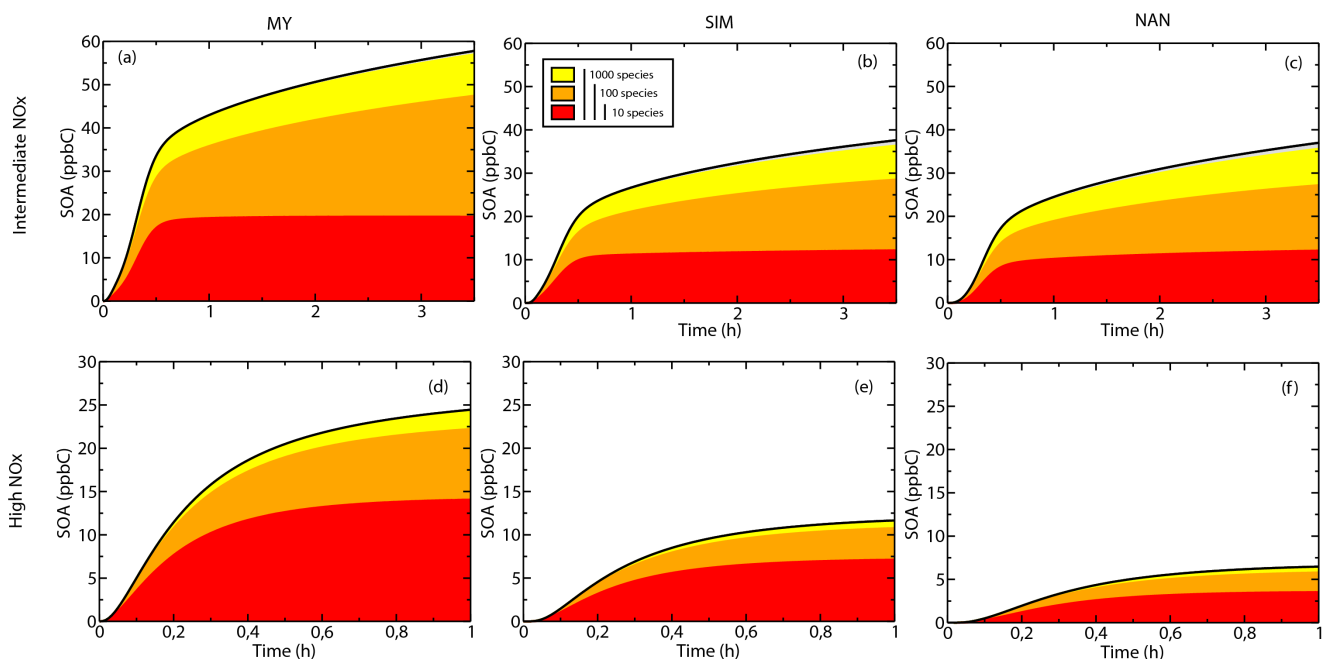 MY
SIM
NAN
Intermediate NOx
SOA (ppbC)
60
50
40
30
20
10
0
(a)
0
1
2
3
SOA (ppbC)
60
50
40
30
20
10
0
(b)
1000 species
100 species
10 species
0
1
2
3
Time (h)
SOA (ppbC)
60
50
40
30
20
10
0
(c)
0
1
2
3
Time (h)
High NOx
SOA (ppbC)
30
25
20
15
10
5
0
(d)
0
0,2
0,4
0,6
0,8
1
Time (h)
SOA (ppbC)
30
25
20
15
10
5
0
(e)
0
0,2
0,4
0,6
0,8
1
Time (h)
SOA (ppbC)
30
25
20
15
10
5
0
(f)
0
0,2
0,4
0,6
0,8
1
Time (h)